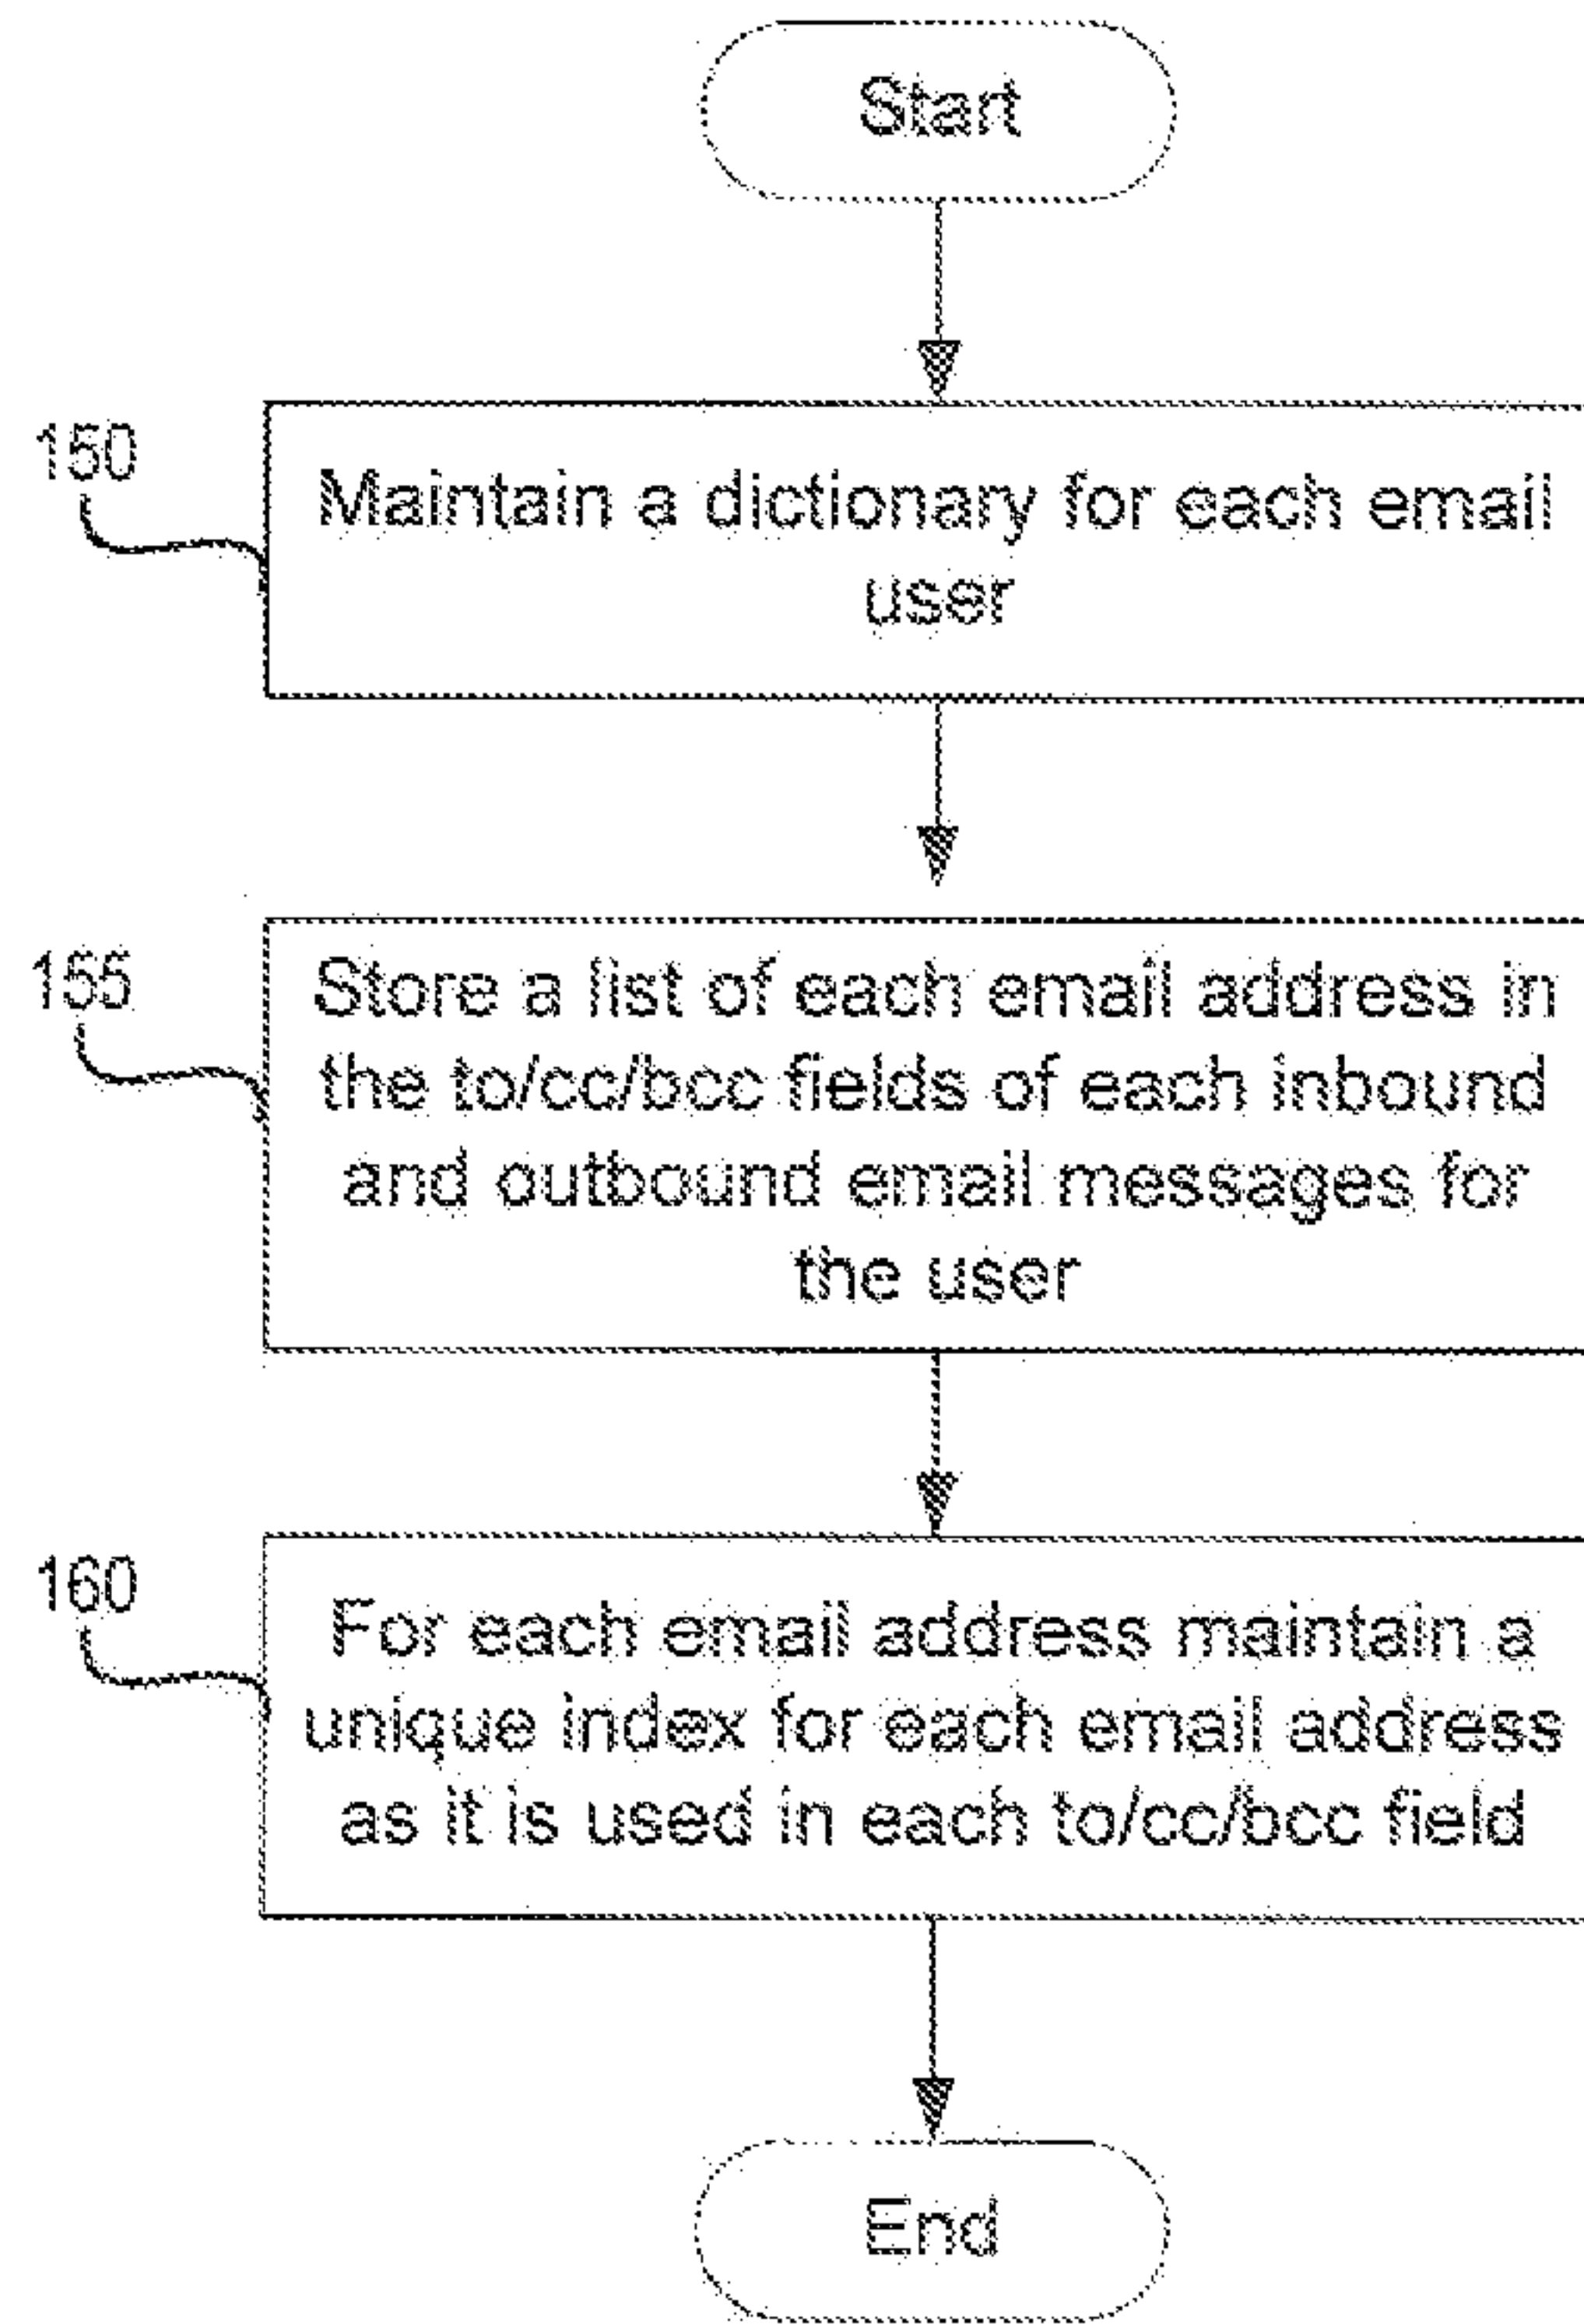 Start
150
Maintain a dictionary for each email
user
155
Store a list of each email address in
the to/cc/bcc fields of each inbound
and outbound email messages for
the user
160
For each email address maintain a
unique index for each email address
as it is used in each to/cc/bcc field
End